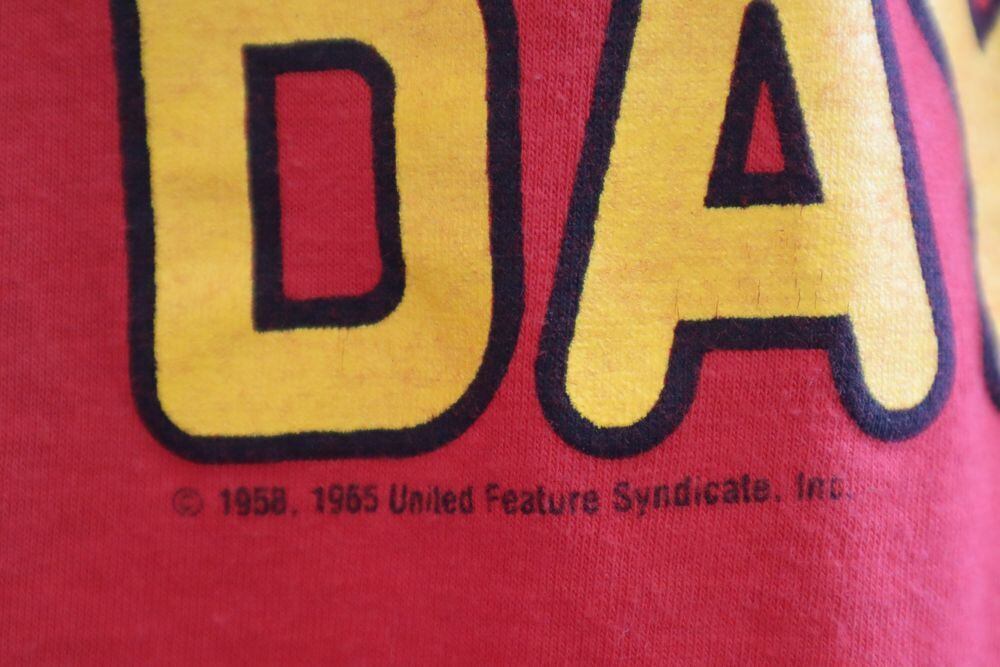 DA
© 1958, 1965 United Feature Syndicate, Inc.